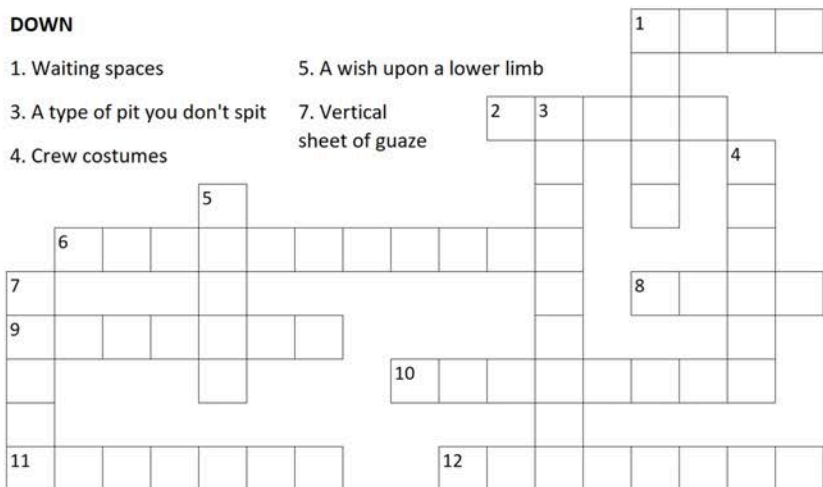 DOWN
1. Waiting spaces
3. A type of pit you don't spit
4. Crew costumes
5. A wish upon a lower limb
7. Vertical
sheet of guaze
1
2 3
4
5
6
7
8
9
10
11
12